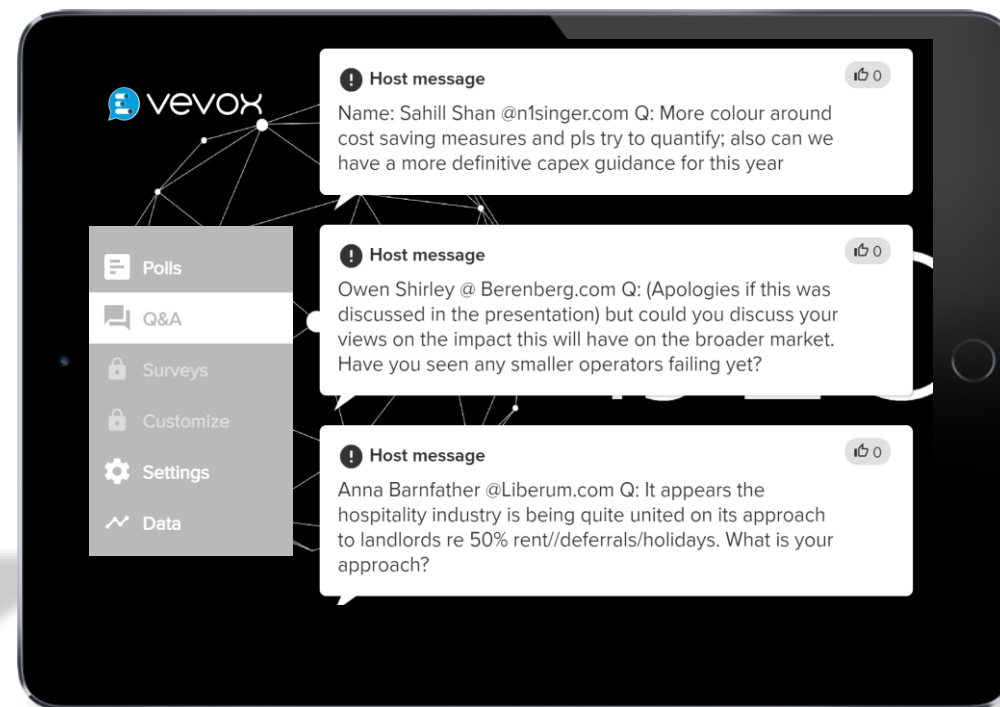 vevox
Polls
Q&A
Surveys
Customize
Settings
Data
Host message
0
Name: Sahill Shan @n1singer.com Q: More colour around
cost saving measures and pls try to quantify; also can we
have a more definitive capex guidance for this year
Host message
0
Owen Shirley @ Berenberg.com Q: (Apologies if this was
discussed in the presentation) but could you discuss your
views on the impact this will have on the broader market.
Have you seen any smaller operators failing yet?
Host message
0
Anna Barnfather @Liberum.com Q: It appears the
hospitality industry is being quite united on its approach
to landlords re 50% rent//deferrals/holidays. What is your
approach?